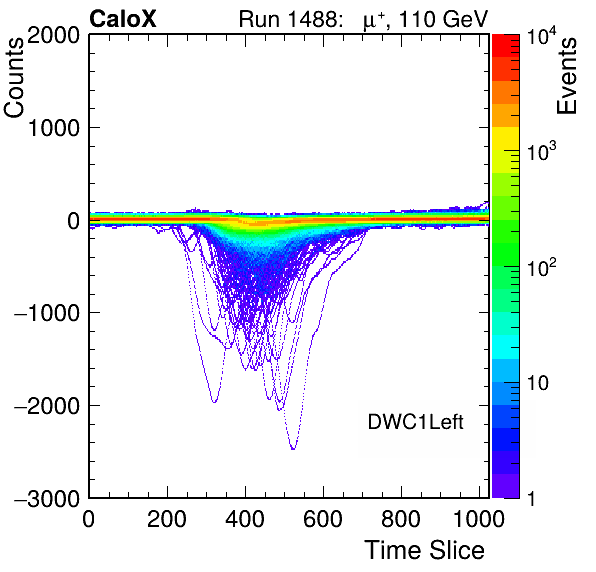 CaloX Run 1488: μ⁺, 110 GeV
Counts
2000
1000
0
−1000
−2000
−3000
0 200 400 600 800 1000
Time Slice
DWC1Left
Events
10⁴
10³
10²
10
1